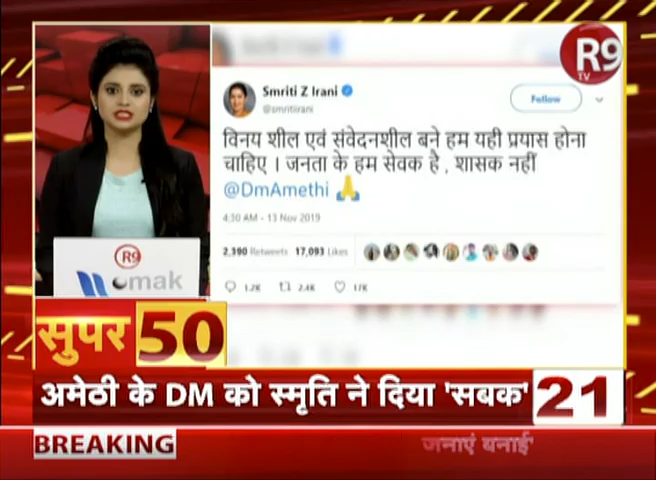 R9
TV
Smriti Z Irani
@smritiirani
Follow
विनय शील एवं संवेदनशील बने हम यही प्रयास होना
चाहिए । जनता के हम सेवक है , शासक नहीं
@DmAmethi 🙏
4:30 AM - 13 Nov 2019
2,390 Retweets 17,093 Likes
1.2K 2.4K 17K
R9
omak
सुपर 50
अमेठी के DM को स्मृति ने दिया 'सबक' 21
BREAKING
जनाएं बनाई'